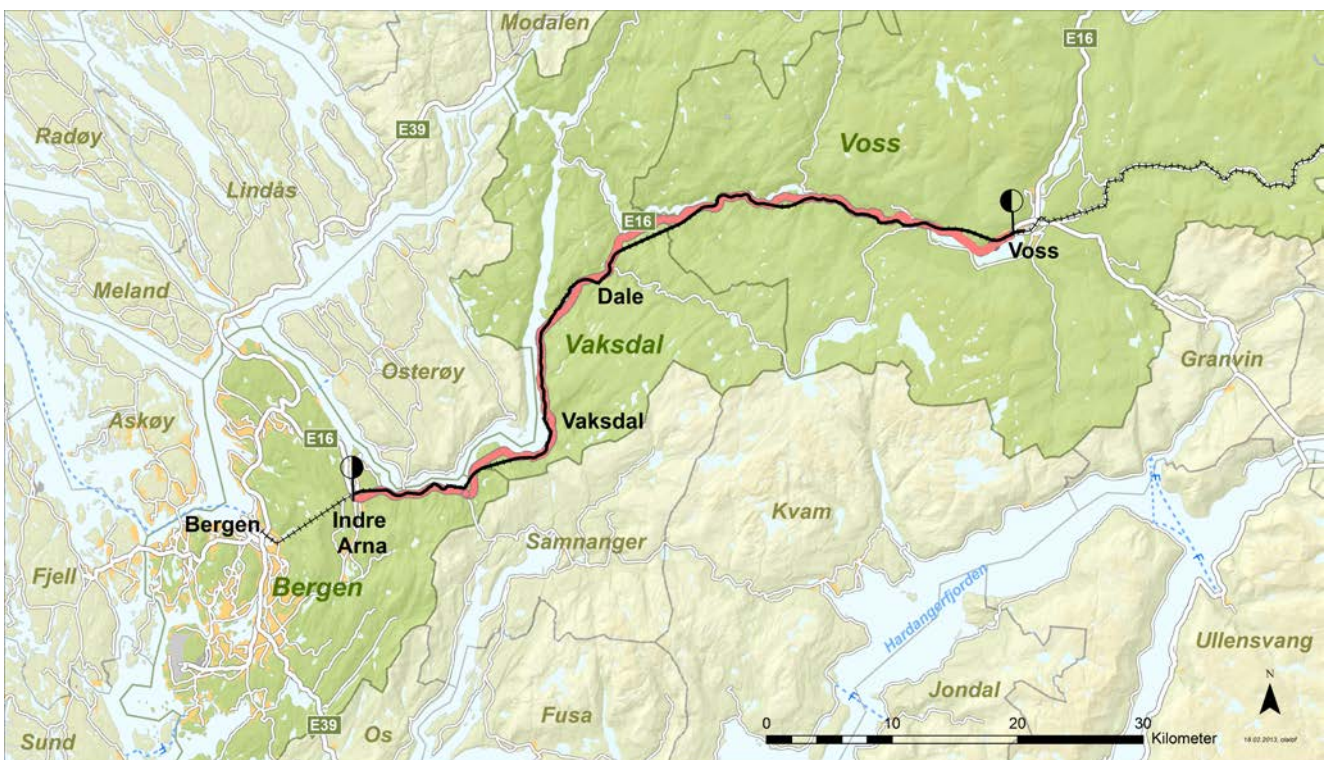 Modalen
E16
Radøy
E39
Voss
Lindås
E16
Voss
Meland
Dale
Vaksdal
Granvin
Osterøy
Askøy
Vaksdal
E16
Bergen
Indre
Arna
Kvam
Samnanger
Fjell
Bergen
Hardangerfjorden
F
F
Ullensvang
Jondal
N
Fusa
E39
Os
Sund
F
F
0 10 20 30
Kilometer